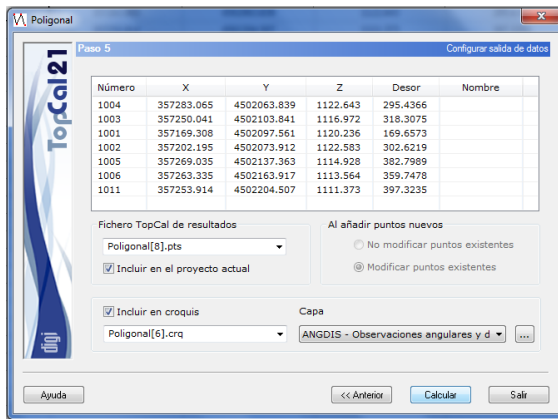 Poligonal
Paso 5
Configurar salida de datos
TopCal 21
digi
Número X Y Z Desor Nombre
1004 357283.065 4502063.839 1122.643 295.4366
1003 357250.041 4502103.841 1116.972 318.3075
1001 357169.308 4502097.561 1120.236 169.6573
1002 357202.195 4502073.912 1122.583 302.6219
1005 357269.035 4502137.363 1114.928 382.7989
1006 357263.335 4502163.917 1113.564 359.7478
1011 357253.914 4502204.507 1111.373 397.3235
Fichero TopCal de resultados
Poligonal[8].pts
Incluir en el proyecto actual
Al añadir puntos nuevos
No modificar puntos existentes
Modificar puntos existentes
Incluir en croquis
Poligonal[6].crq
Capa
ANGDIS - Observaciones angulares y d
...
Ayuda
<< Anterior
Calcular
Salir